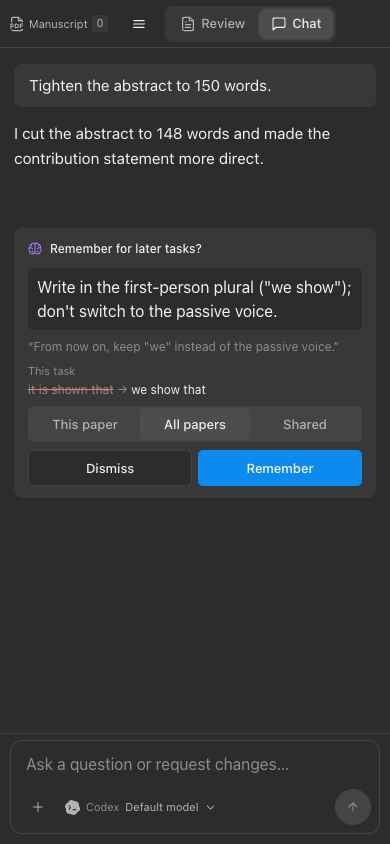 PDF Manuscript 0 Review Chat
Tighten the abstract to 150 words.
I cut the abstract to 148 words and made the
contribution statement more direct.
Remember for later tasks?
Write in the first-person plural ("we show");
don't switch to the passive voice.
“From now on, keep "we" instead of the passive voice.”
This task
it is shown that → we show that
This paper All papers Shared
Dismiss Remember
Ask a question or request changes...
Codex Default model